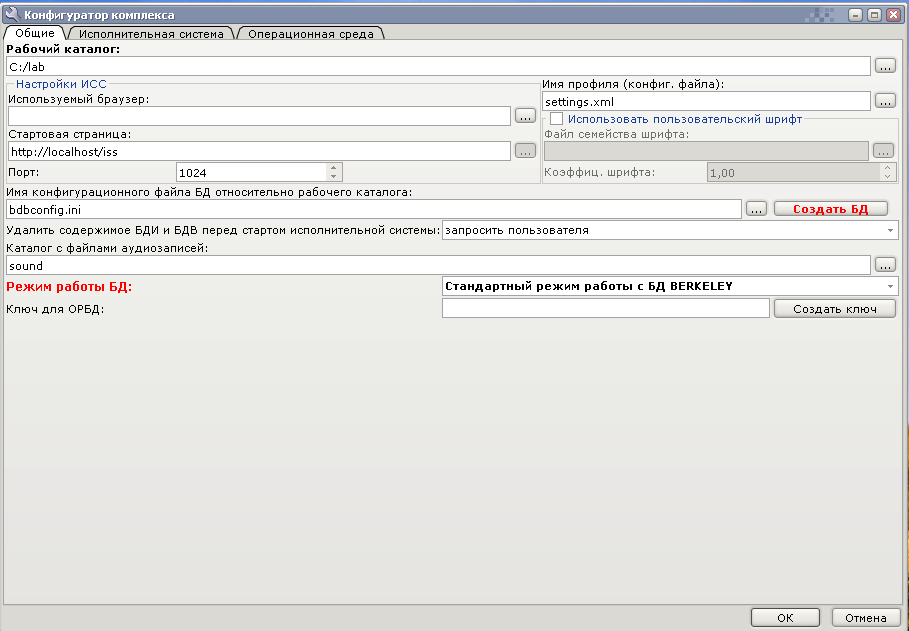 Конфигуратор комплекса
Общие Исполнительная система Операционная среда
Рабочий каталог:
C:/lab ...
Настройки ИСС
Используемый браузер:
...
Стартовая страница:
http://localhost/iss ...
Порт: 1024
Имя профиля (конфиг. файла):
settings.xml ...
Использовать пользовательский шрифт
Файл семейства шрифта:
...
Коэффиц. шрифта: 1,00
Имя конфигурационного файла БД относительно рабочего каталога:
bdbconfig.ini ... Создать БД
Удалить содержимое БДИ и БДВ перед стартом исполнительной системы: запросить пользователя
Каталог с файлами аудиозаписей:
sound ...
Режим работы БД: Стандартный режим работы с БД BERKELEY
Ключ для ОРБД: Создать ключ
OK Отмена